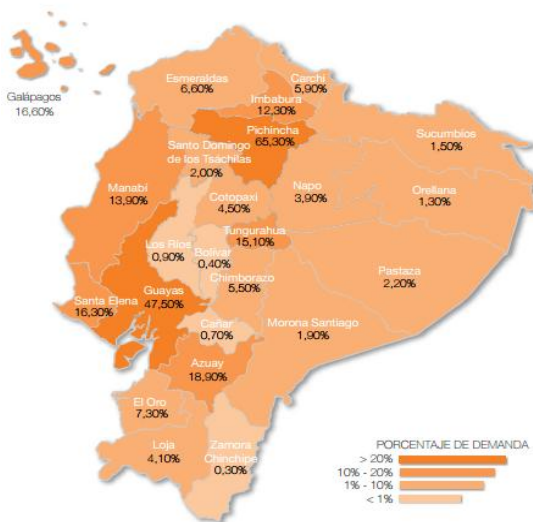 Galápagos
16,60%
Esmeraldas
6,60%
Carchi
5,90%
Imbabura
12,30%
Pichincha
65,30%
Sucumbíos
1,50%
Santo Domingo
de los Tsáchilas
2,00%
Manabí
13,90%
Cotopaxi
4,50%
Napo
3,90%
Orellana
1,30%
Los Ríos
0,90%
Bolívar
0,40%
Tungurahua
15,10%
Pastaza
2,20%
Santa Elena
16,30%
Guayas
47,50%
Chimborazo
5,50%
Cañar
0,70%
Morona Santiago
1,90%
Azuay
18,90%
El Oro
7,30%
Loja
4,10%
Zamora
Chinchipe
0,30%
PORCENTAJE DE DEMANDA
> 20%
10% - 20%
1% - 10%
< 1%